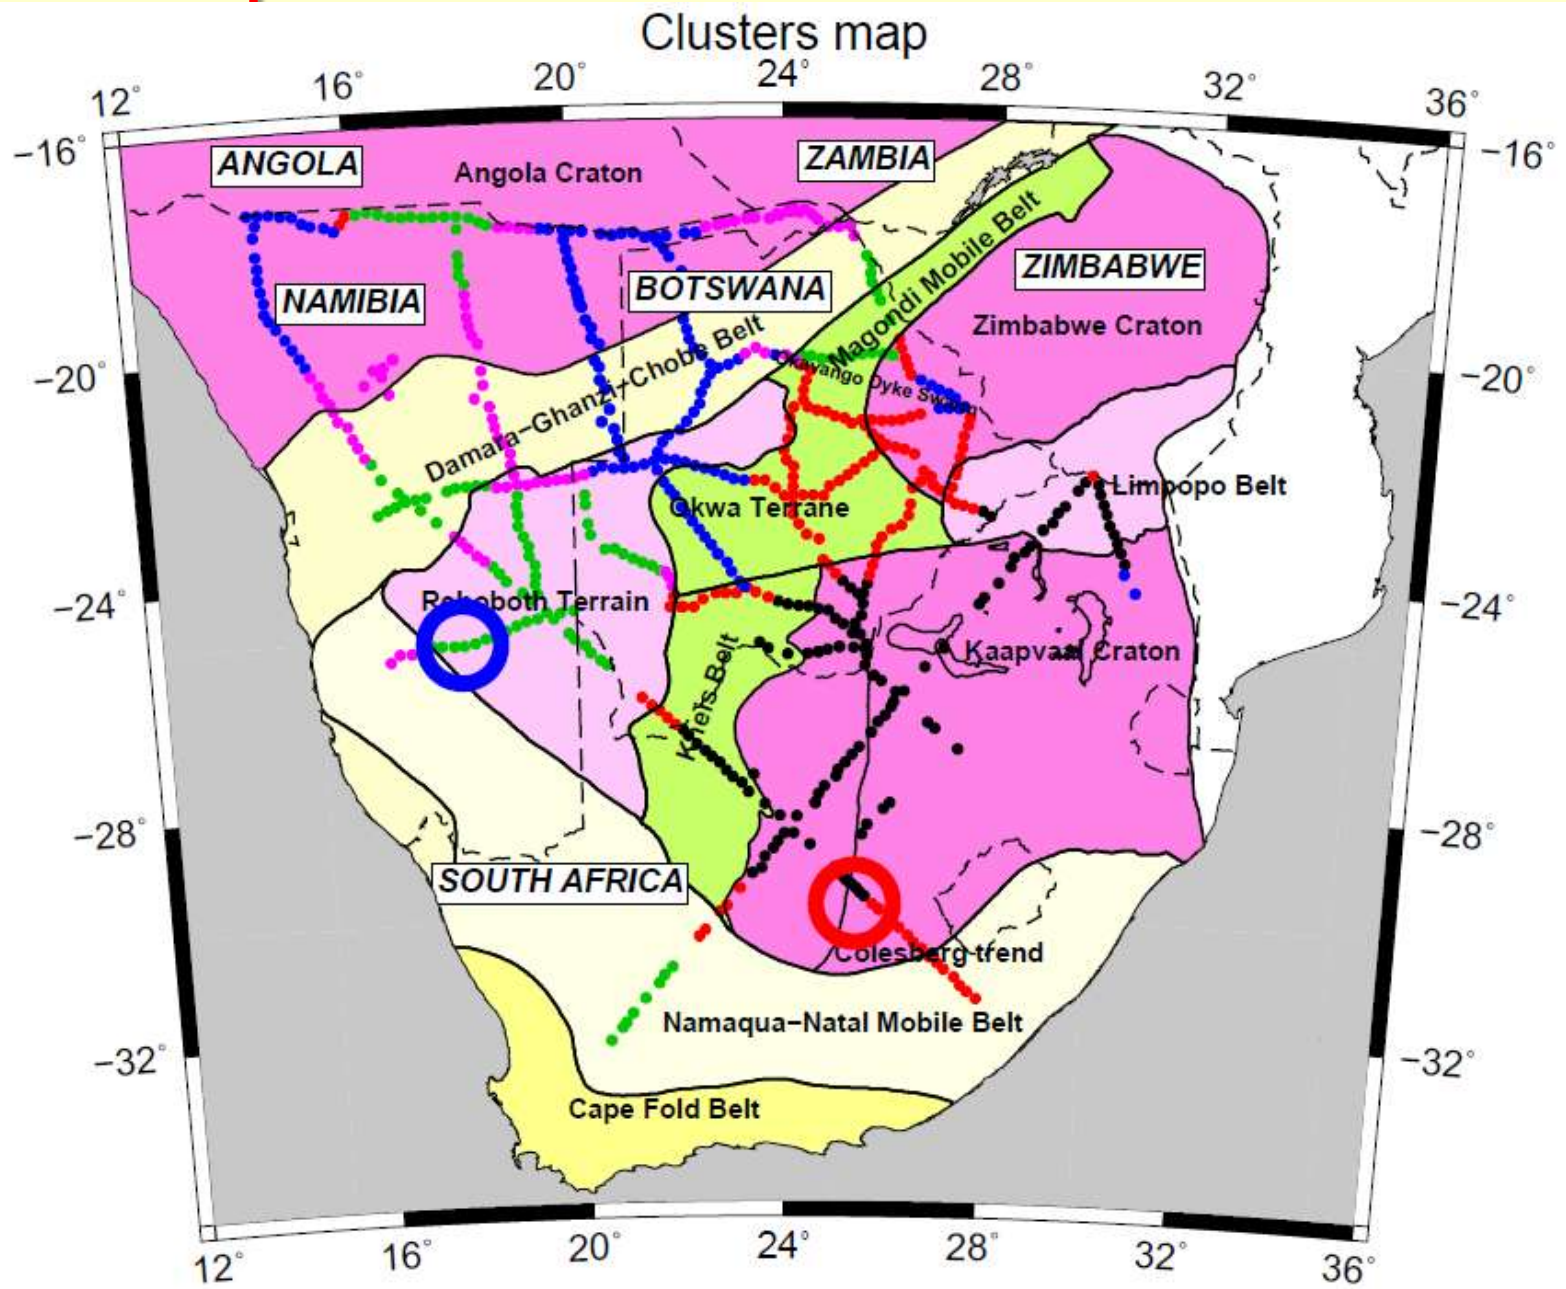 Clusters map
12° 16° 20° 24° 28° 32° 36°
−16° −16°
ANGOLA
Angola Craton
ZAMBIA
ZIMBABWE
BOTSWANA
NAMIBIA
Magondi Mobile Belt
Zimbabwe Craton
Okavango Dyke Swarm
−20° −20°
Damara−Ghanzi−Chobe Belt
Limpopo Belt
Okwa Terrane
−24° −24°
Rehoboth Terrain
Kaapvaal Craton
Kheis Belt
−28° −28°
SOUTH AFRICA
Colesberg trend
Namaqua−Natal Mobile Belt
−32° −32°
Cape Fold Belt
12° 16° 20° 24° 28° 32° 36°